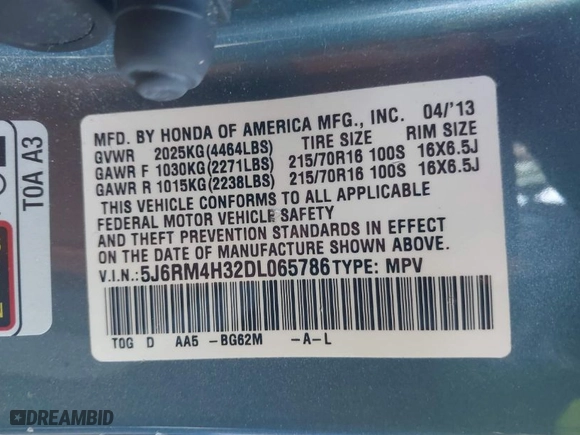 MFD. BY HONDA OF AMERICA MFG., INC. 04/'13
GVWR 2025KG(4464LBS) TIRE SIZE RIM SIZE
GAWR F 1030KG(2271LBS) 215/70R16 100S 16X6.5J
GAWR R 1015KG(2238LBS) 215/70R16 100S 16X6.5J
THIS VEHICLE CONFORMS TO ALL APPLICABLE
FEDERAL MOTOR VEHICLE SAFETY
AND THEFT PREVENTION STANDARDS IN EFFECT
ON THE DATE OF MANUFACTURE SHOWN ABOVE.
V.I.N.:5J6RM4H32DL065786 TYPE: MPV
TOG D AA5 -BG62M -A-L
TOA A3
DREAMBID